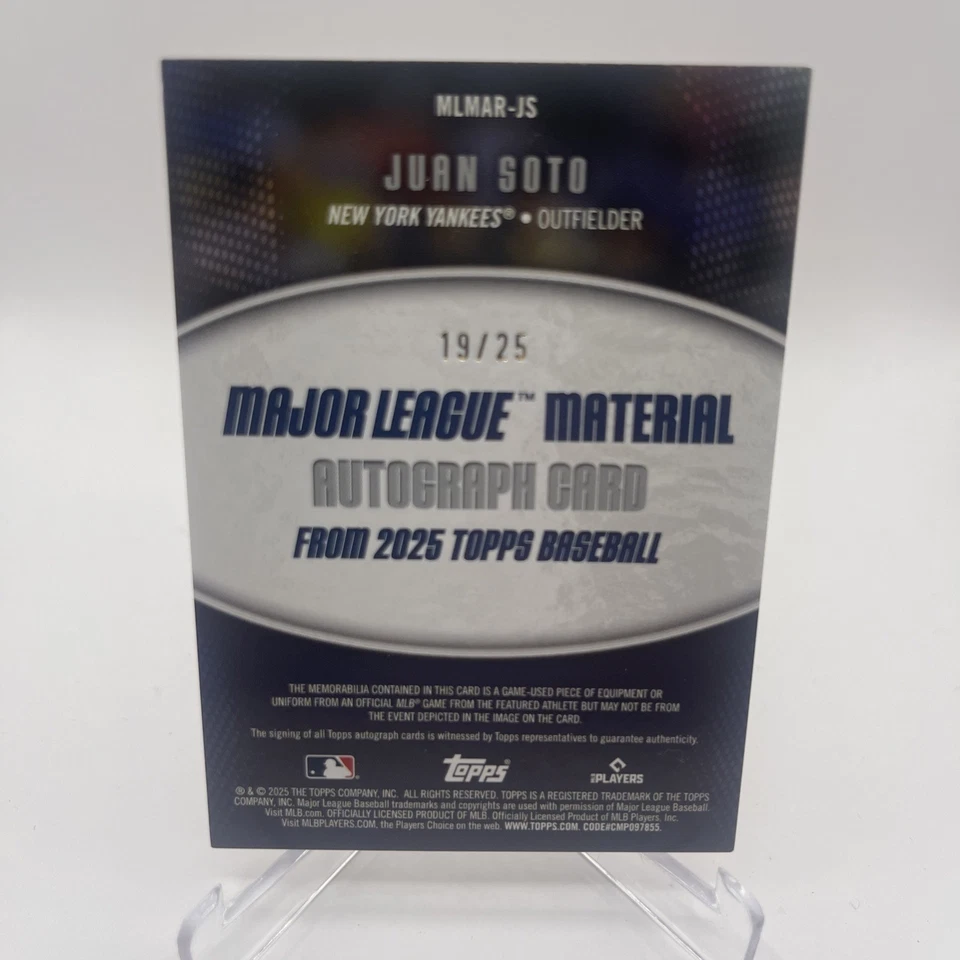 MLMAR-JS
JUAN SOTO
NEW YORK YANKEES® • OUTFIELDER
19/25
MAJOR LEAGUE™ MATERIAL
AUTOGRAPH CARD
FROM 2025 TOPPS BASEBALL
THE MEMORABILIA CONTAINED IN THIS CARD IS A GAME-USED PIECE OF EQUIPMENT OR
UNIFORM FROM AN OFFICIAL MLB® GAME FROM THE FEATURED ATHLETE BUT MAY NOT BE FROM
THE EVENT DEPICTED IN THE IMAGE ON THE CARD.
The signing of all Topps autograph cards is witnessed by Topps representatives to guarantee authenticity.
topps®
MLB PLAYERS
® & © 2025 THE TOPPS COMPANY, INC. ALL RIGHTS RESERVED. TOPPS IS A REGISTERED TRADEMARK OF THE TOPPS
COMPANY, INC. Major League Baseball trademarks and copyrights are used with permission of Major League Baseball.
Visit MLB.com. OFFICIALLY LICENSED PRODUCT OF MLB. Officially Licensed Product of MLB Players, Inc.
Visit MLBPLAYERS.COM, the Players Choice on the web. WWW.TOPPS.COM. CODE#CMP097855.